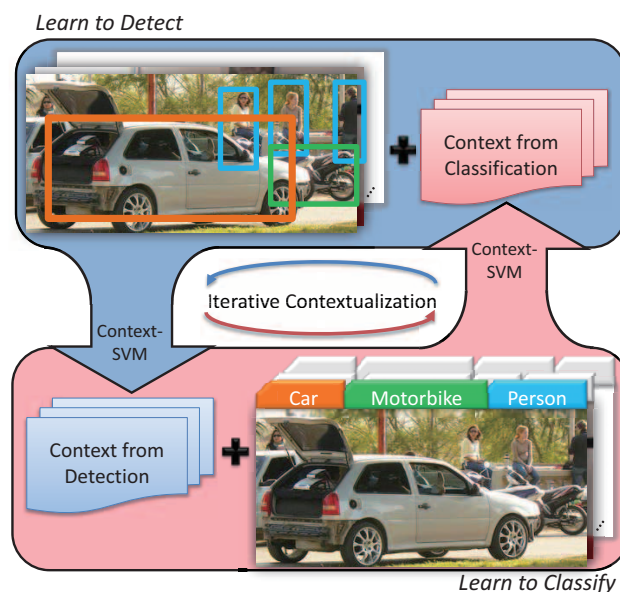 Learn to Detect
Context from
Classification
Context-
SVM
Iterative Contextualization
Context-
SVM
Car
Motorbike
Person
Context from
Detection
Learn to Classify